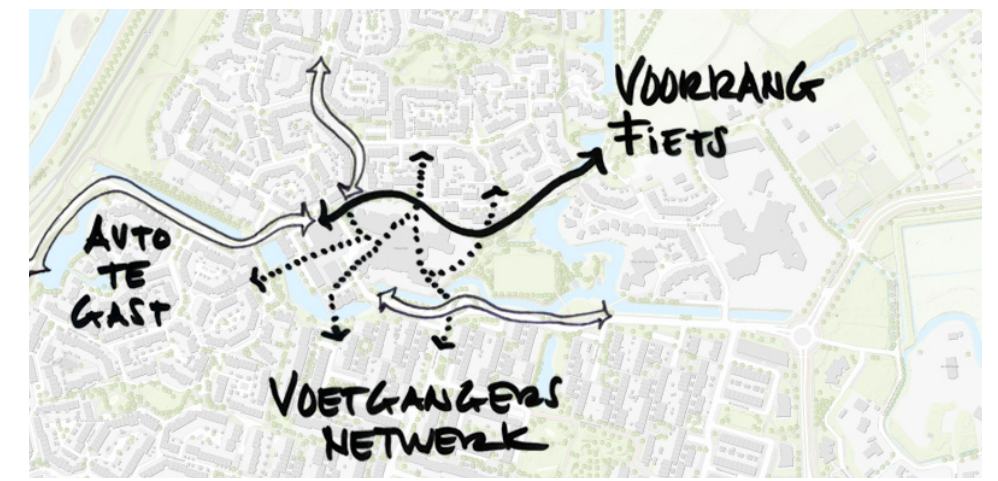 VOORRANG
FIETS
AUTO
TE
GAST
VOETGANGERS
NETWERK